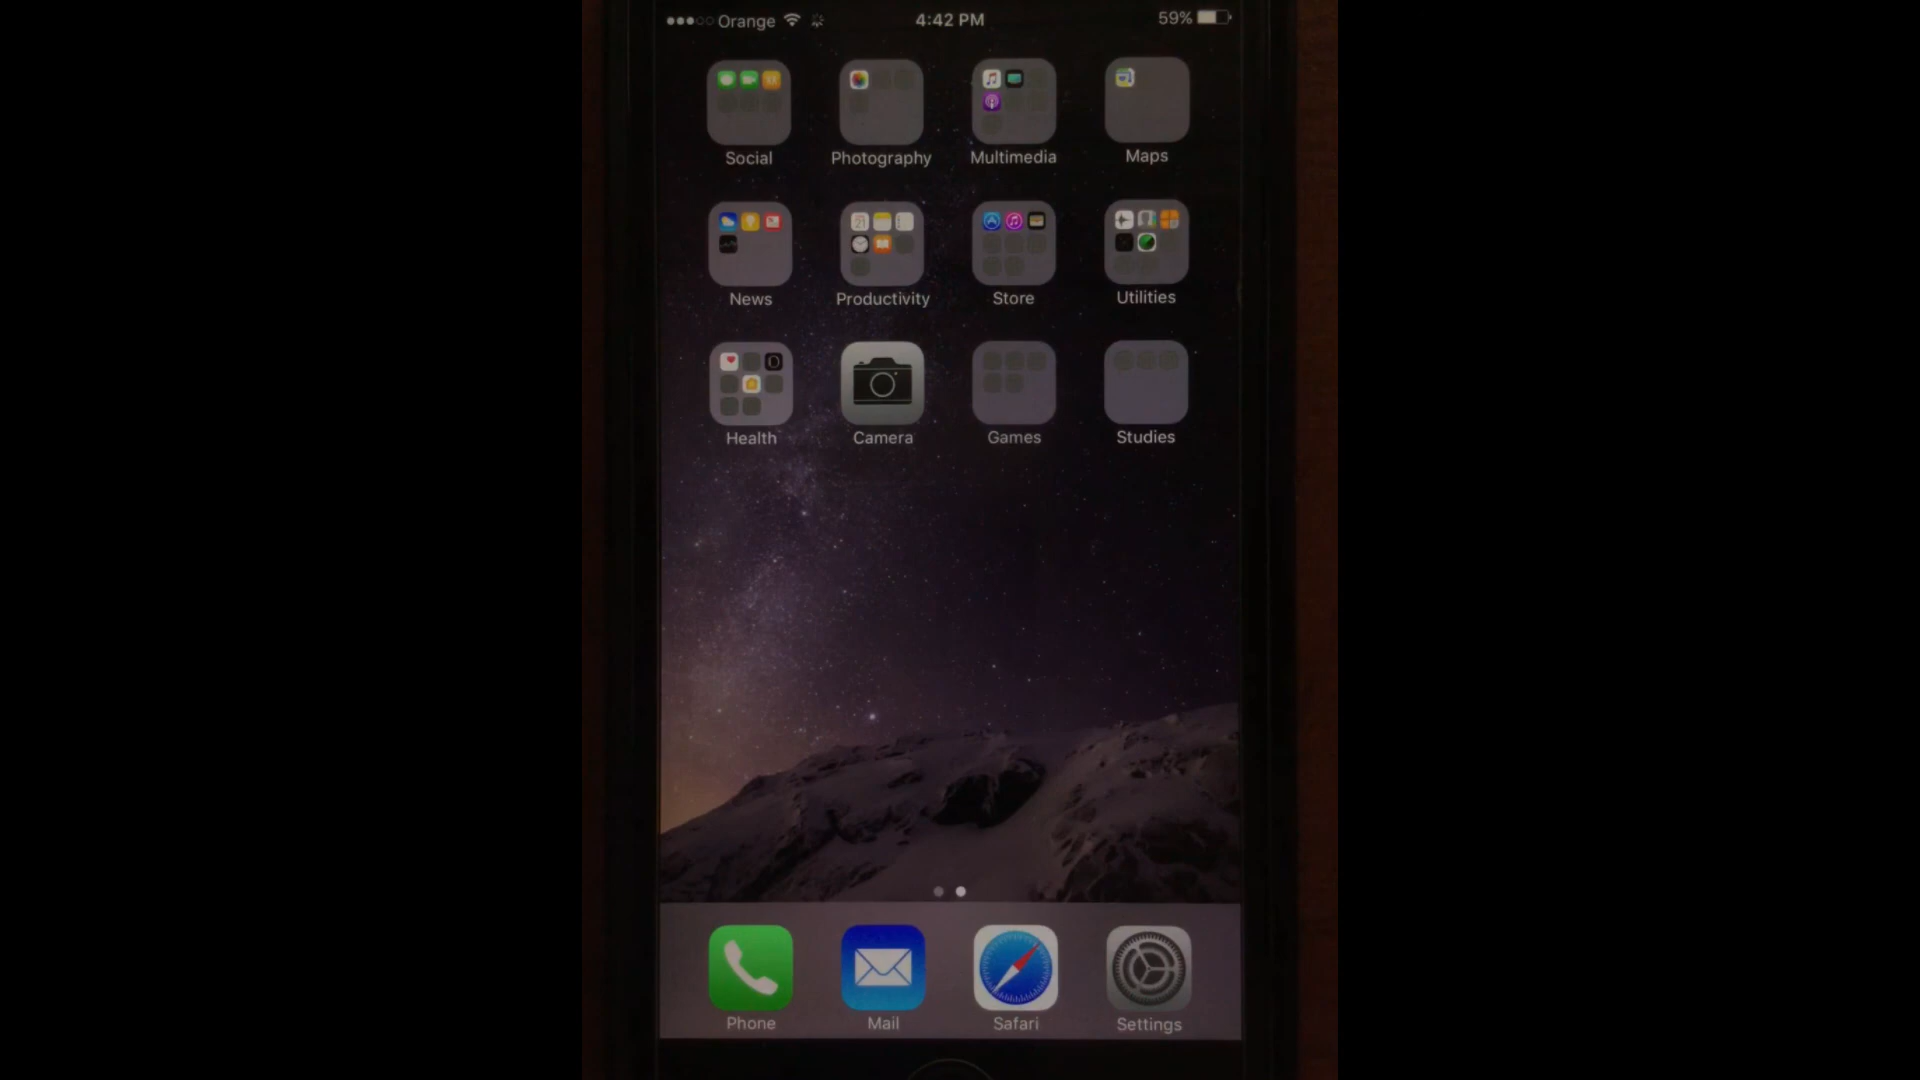 Orange 4:42 PM 59%
Social Photography Multimedia Maps
News Productivity Store Utilities
Health Camera Games Studies
Phone Mail Safari Settings